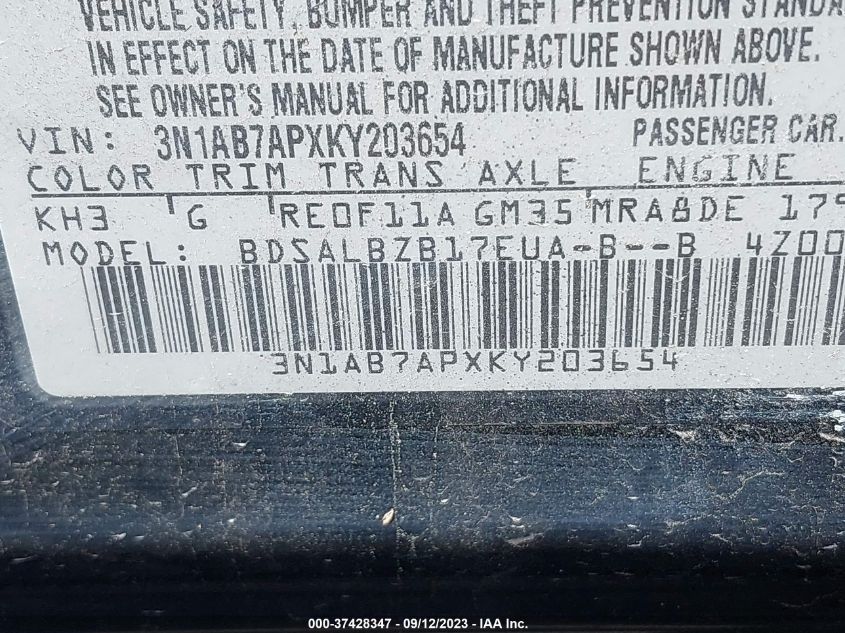 VEHICLE SAFETY, BUMPER AND THEFT PREVENTION STANDA
IN EFFECT ON THE DATE OF MANUFACTURE SHOWN ABOVE.
SEE OWNER'S MANUAL FOR ADDITIONAL INFORMATION.
VIN: 3N1AB7APXKY203654 PASSENGER CAR.
COLOR TRIM TRANS AXLE ENGINE
KH3 G RE0F11A GM35 MRA8DE 179
MODEL: BDSALBZB17EUA-B--B 4Z00
3N1AB7APXKY203654
000-37428347 - 09/12/2023 - IAA Inc.